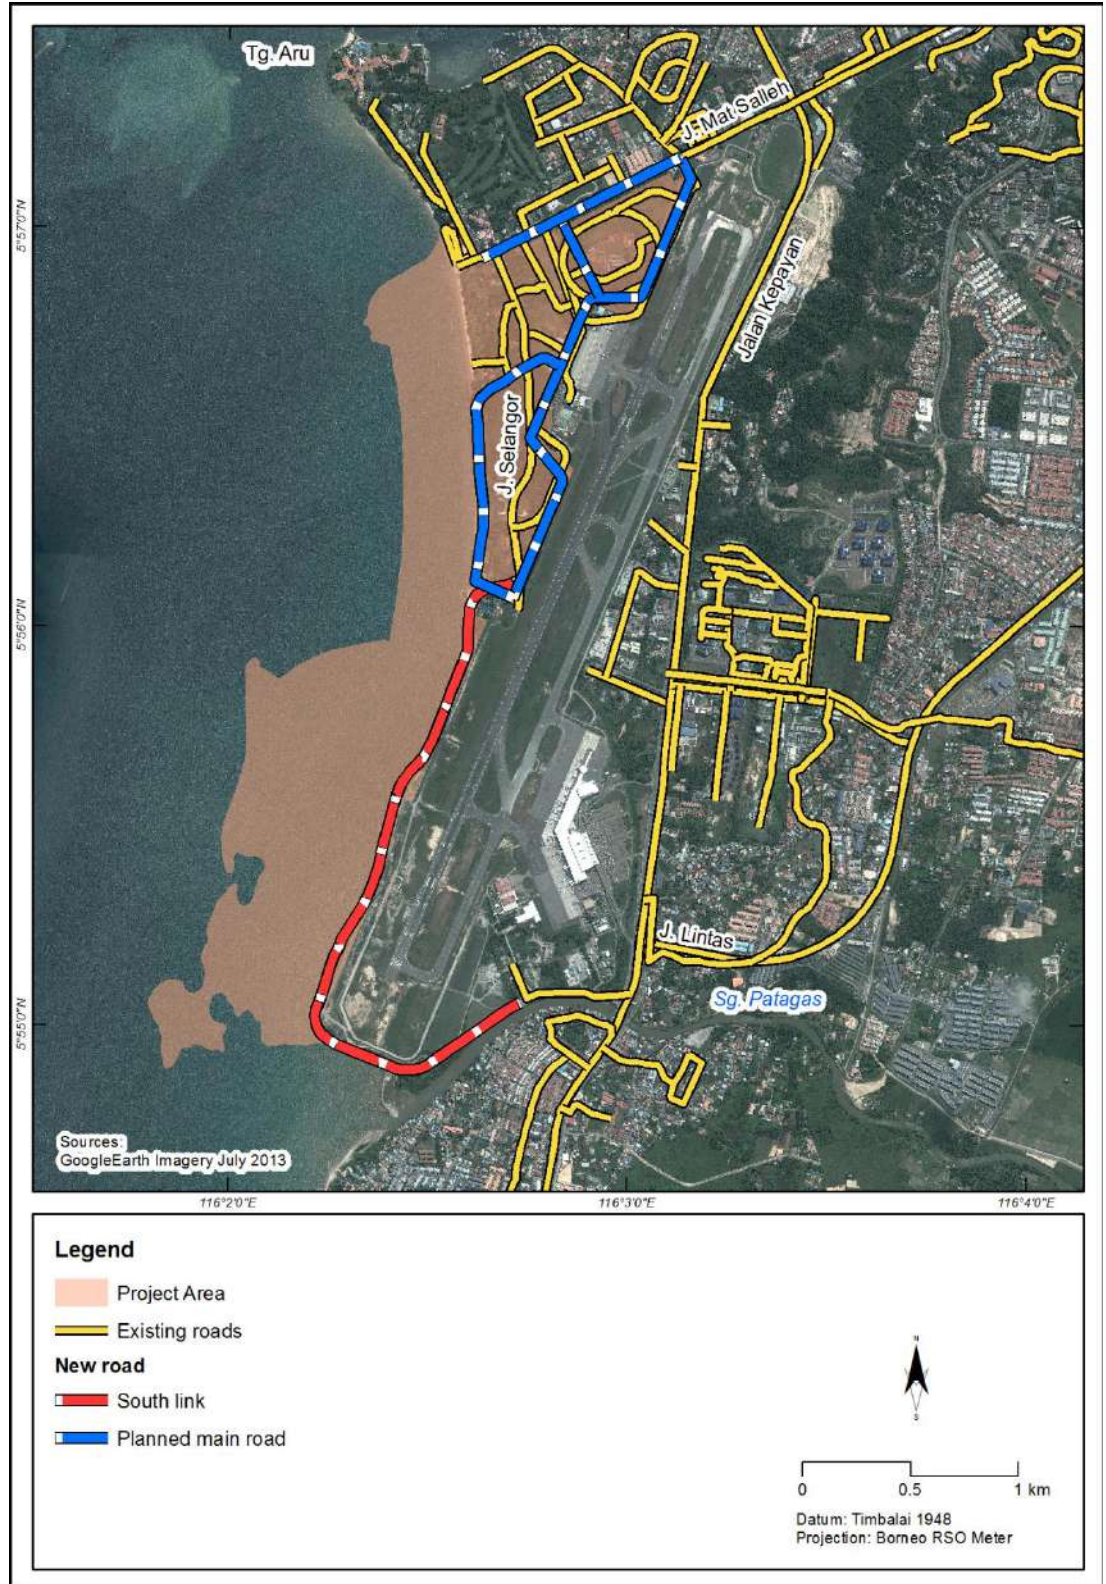 Tg. Aru
J. Mat Salleh
5°57'0"N
Jalan Kepayan
J. Selangor
5°56'0"N
J. Lintas
Sg. Patagas
5°55'0"N
Sources:
GoogleEarth Imagery July 2013
116°2'0"E
116°3'0"E
116°4'0"E
Legend
Project Area
Existing roads
New road
South link
Planned main road
N
S
0 0.5 1 km
Datum: Timbalai 1948
Projection: Borneo RSO Meter